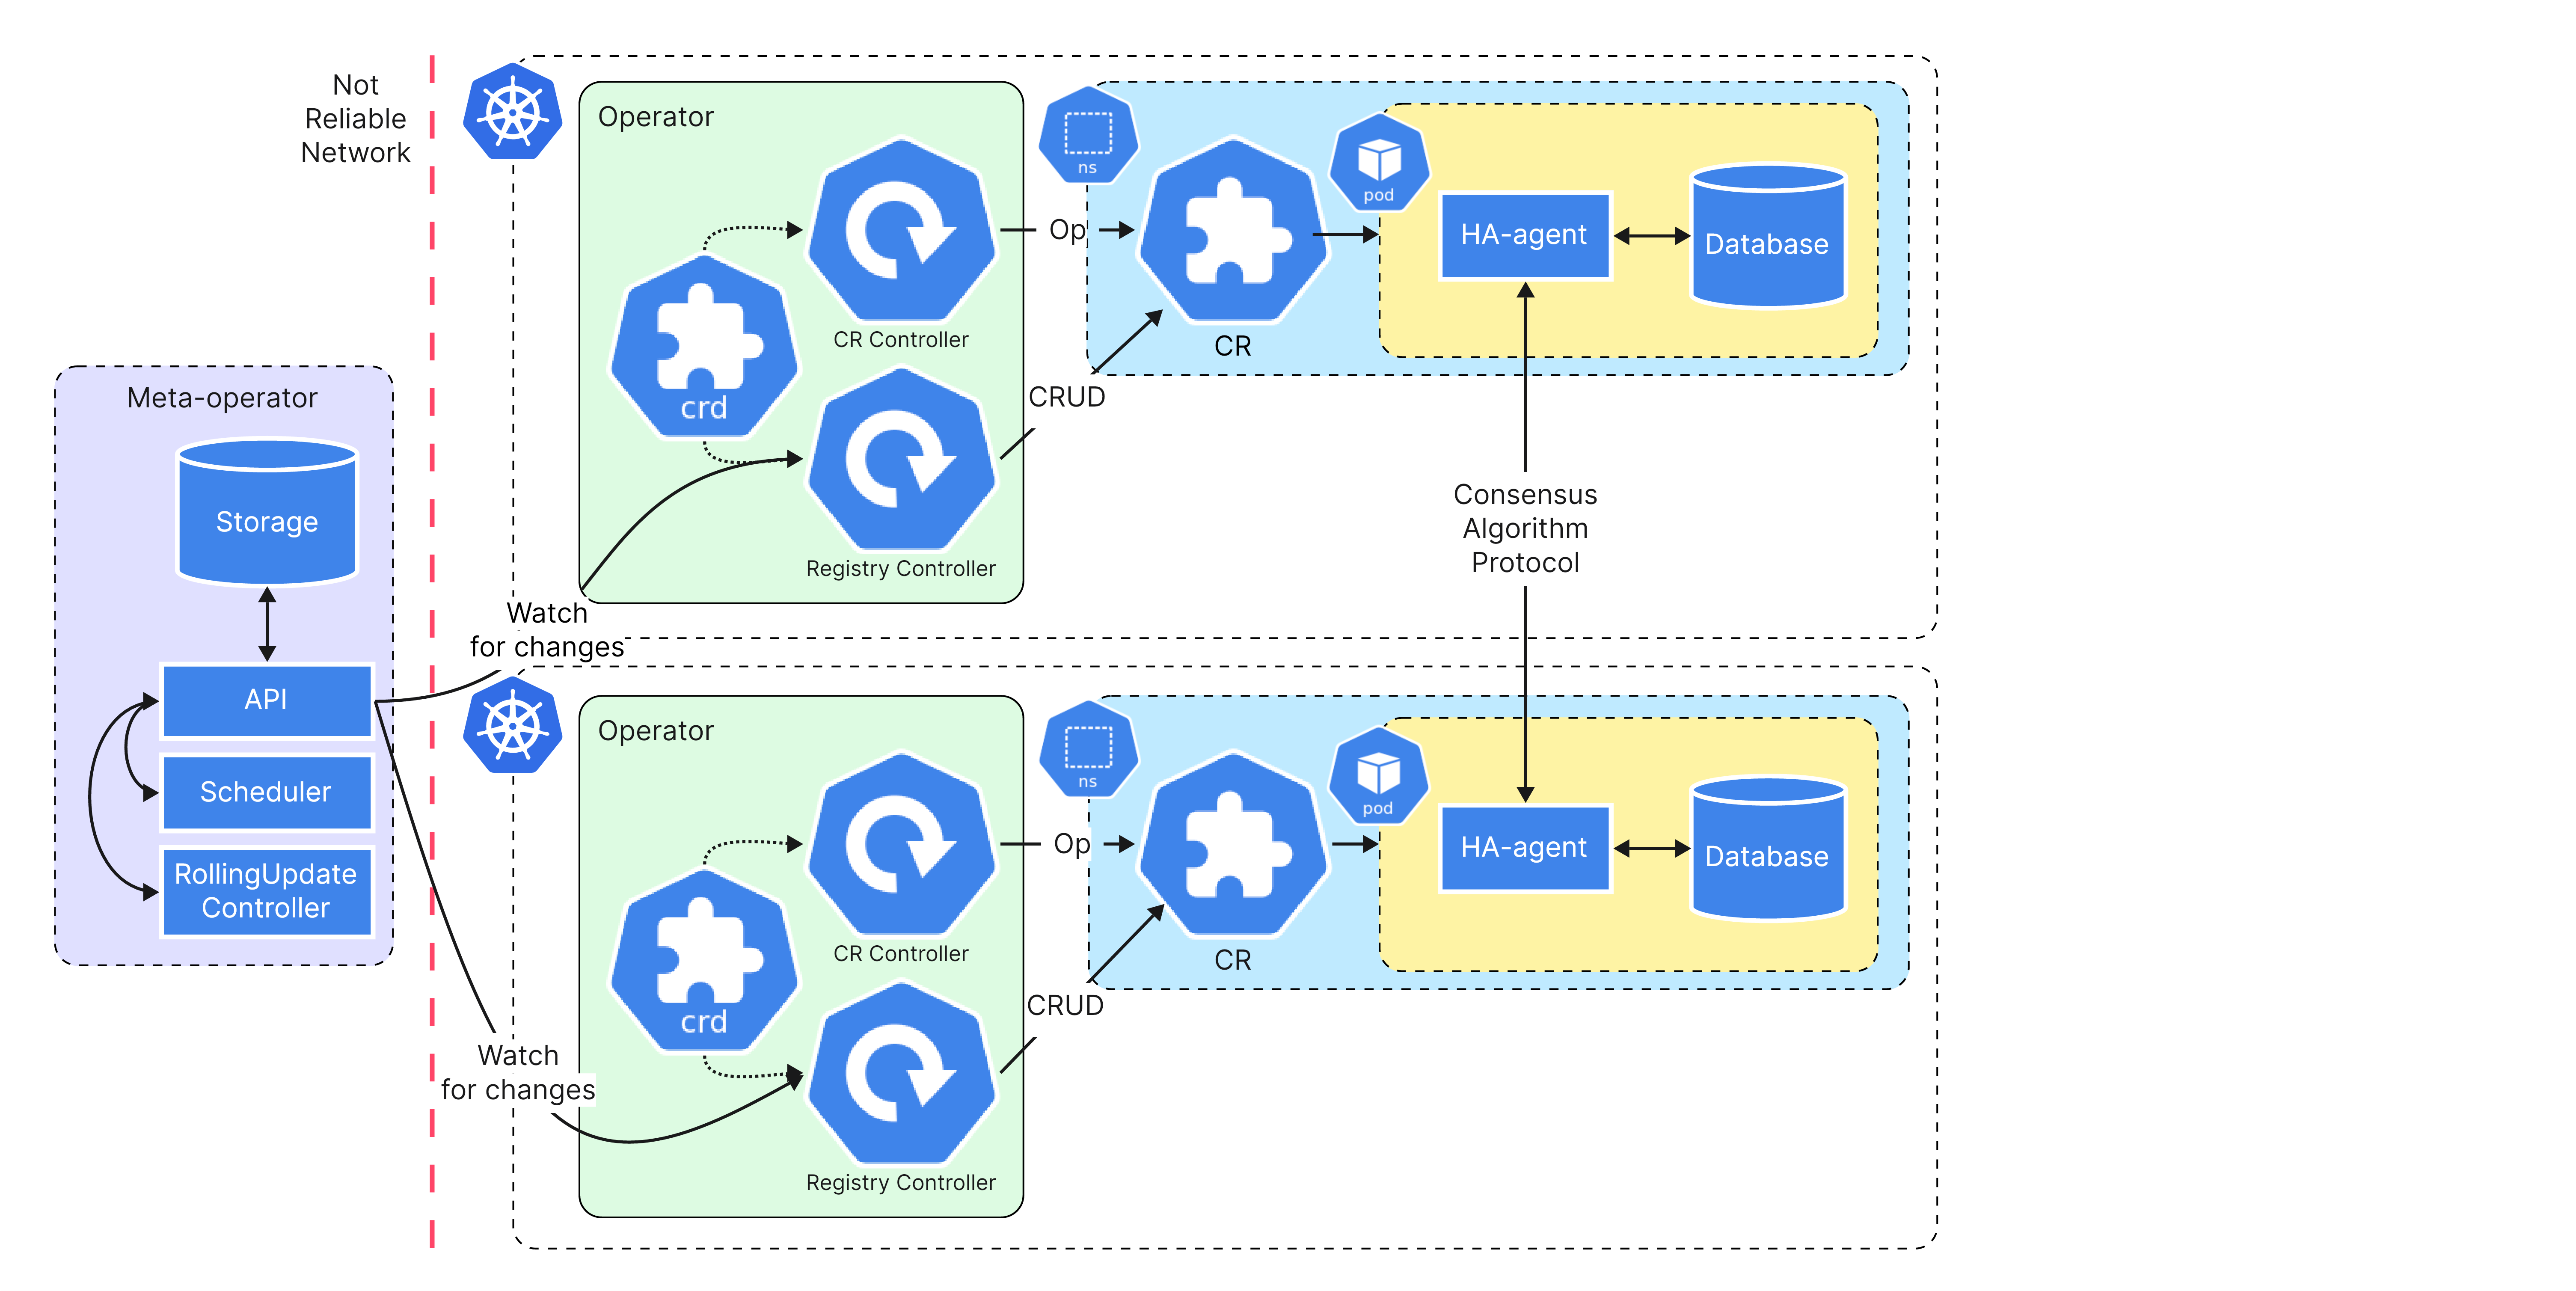 Not
Reliable
Network
Meta-operator
Storage
API
Scheduler
RollingUpdate
Controller
Watch
for changes
Watch
for changes
Operator
crd
CR Controller
Registry Controller
Op
CRUD
ns
CR
pod
HA-agent
Database
Consensus
Algorithm
Protocol
Operator
crd
CR Controller
Registry Controller
Op
CRUD
ns
CR
pod
HA-agent
Database